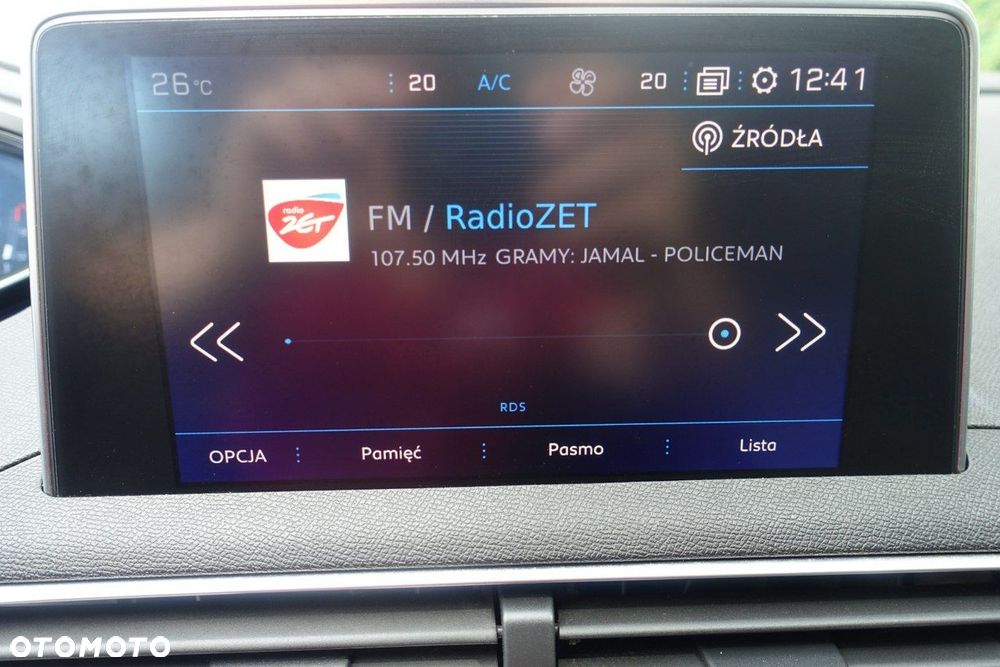 26°C 20 A/C 20 12:41
ŹRÓDŁA
radio
ZET
FM / RadioZET
107.50 MHz GRAMY: JAMAL - POLICEMAN
RDS
OPCJA Pamięć Pasmo Lista
OTOMOTO